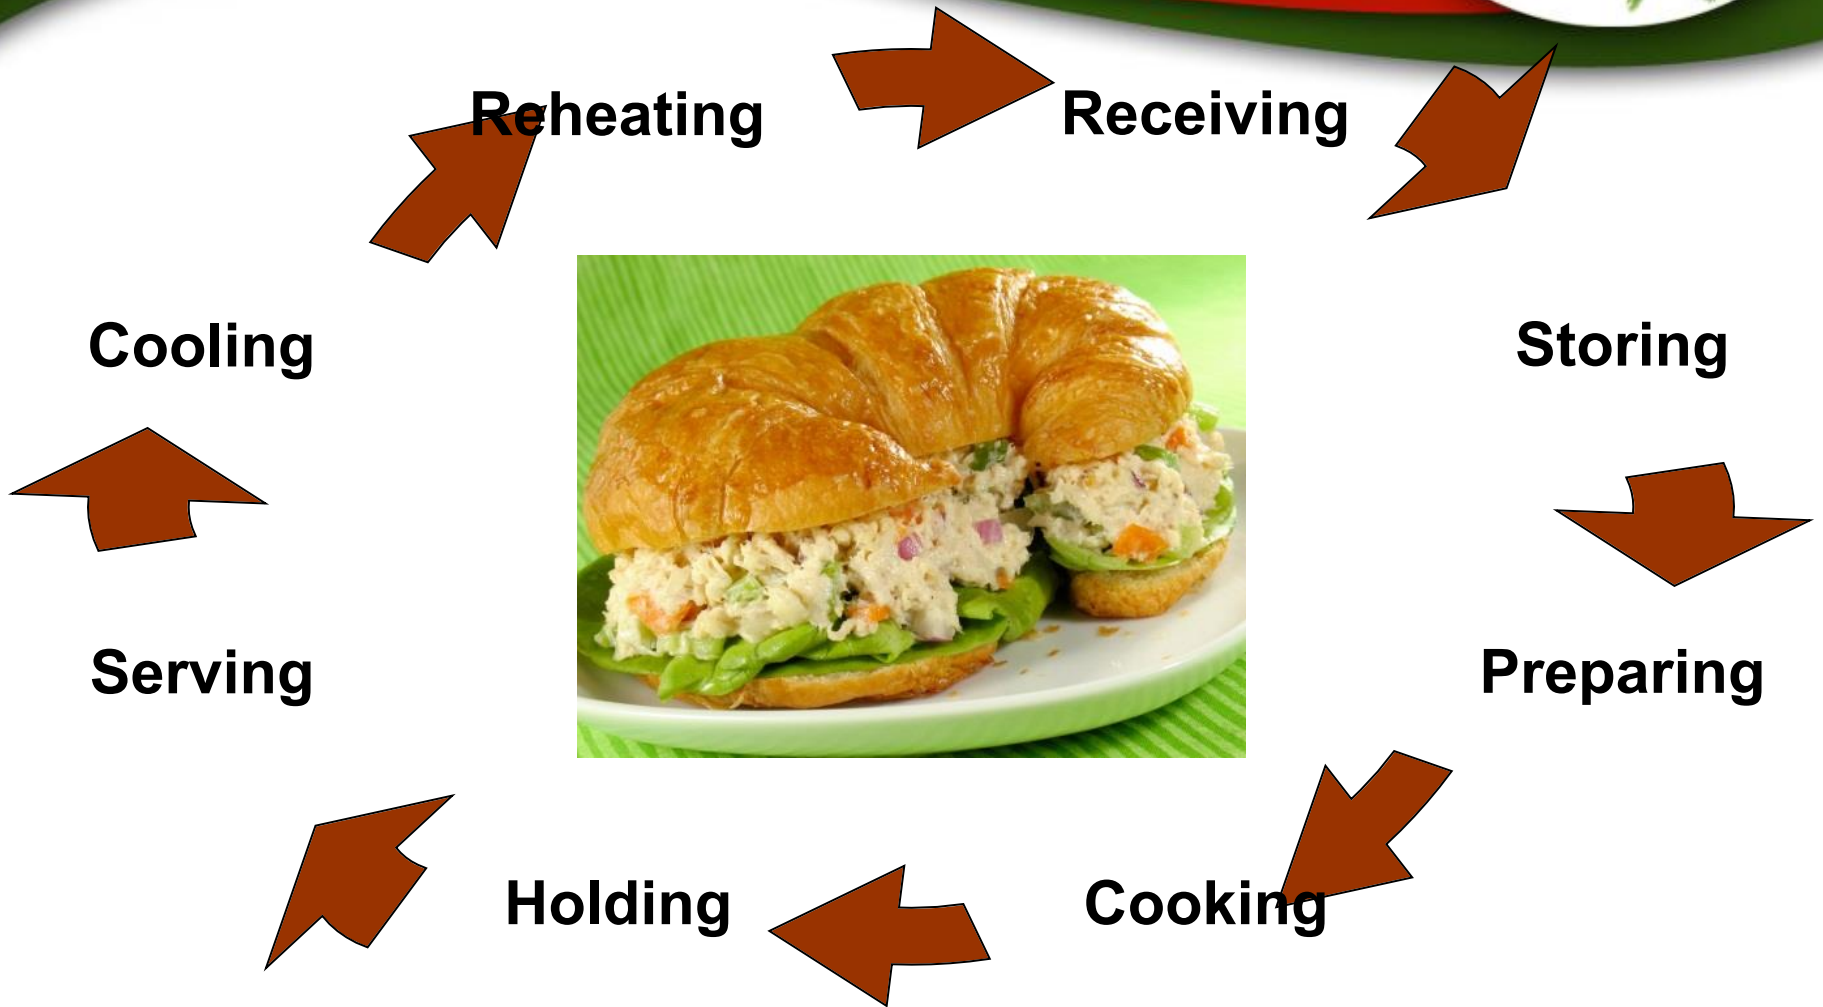 Reheating
Receiving
Cooling
Storing
Serving
Preparing
Holding
Cooking